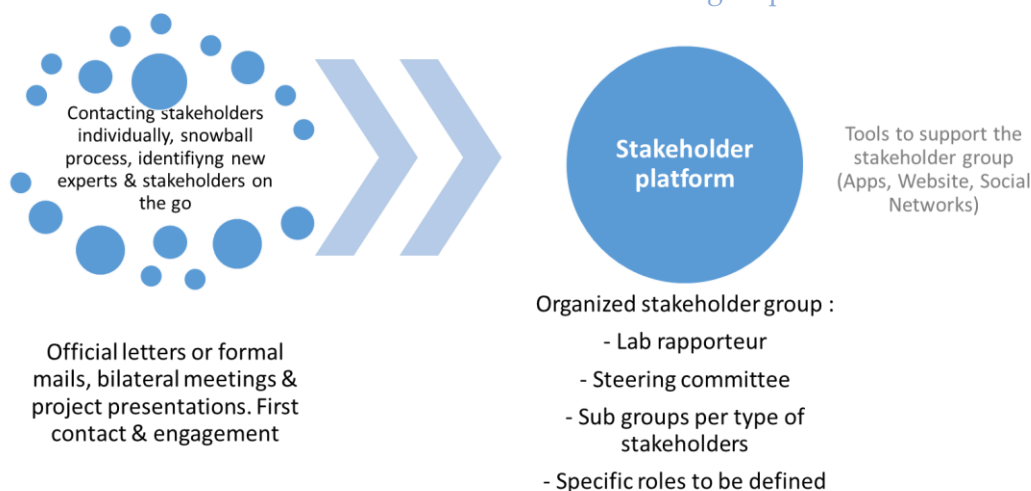 Contacting stakeholders
individually, snowball
process, identifiyng new
experts & stakeholders on
the go
Official letters or formal
mails, bilateral meetings &
project presentations. First
contact & engagement
Stakeholder
platform
Organized stakeholder group :
- Lab rapporteur
- Steering committee
- Sub groups per type of
stakeholders
- Specific roles to be defined
Tools to support the
stakeholder group
(Apps, Website, Social
Networks)